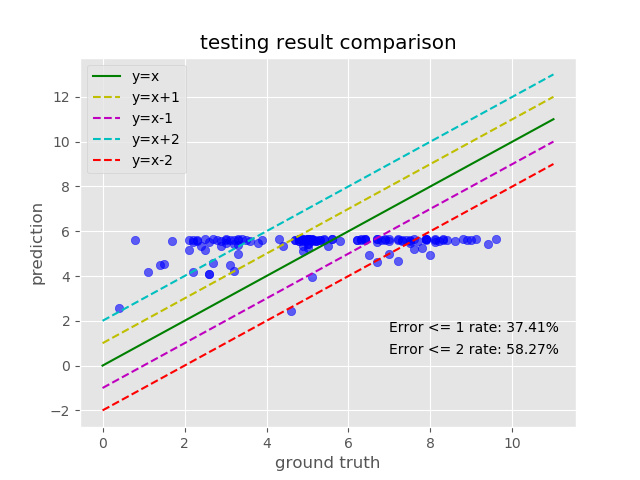 testing result comparison
y=x
y=x+1
y=x-1
y=x+2
y=x-2
12
10
8
6
4
2
0
−2
prediction
Error <= 1 rate: 37.41%
Error <= 2 rate: 58.27%
0 2 4 6 8 10
ground truth